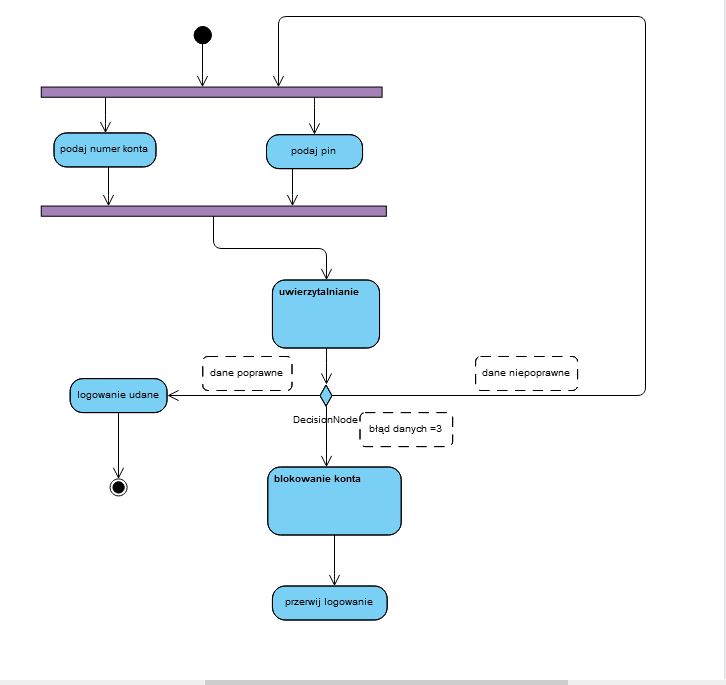 podaj numer konta
podaj pin
uwierzytalnianie
dane poprawne
dane niepoprawne
logowanie udane
DecisionNode
błąd danych =3
blokowanie konta
przerwij logowanie